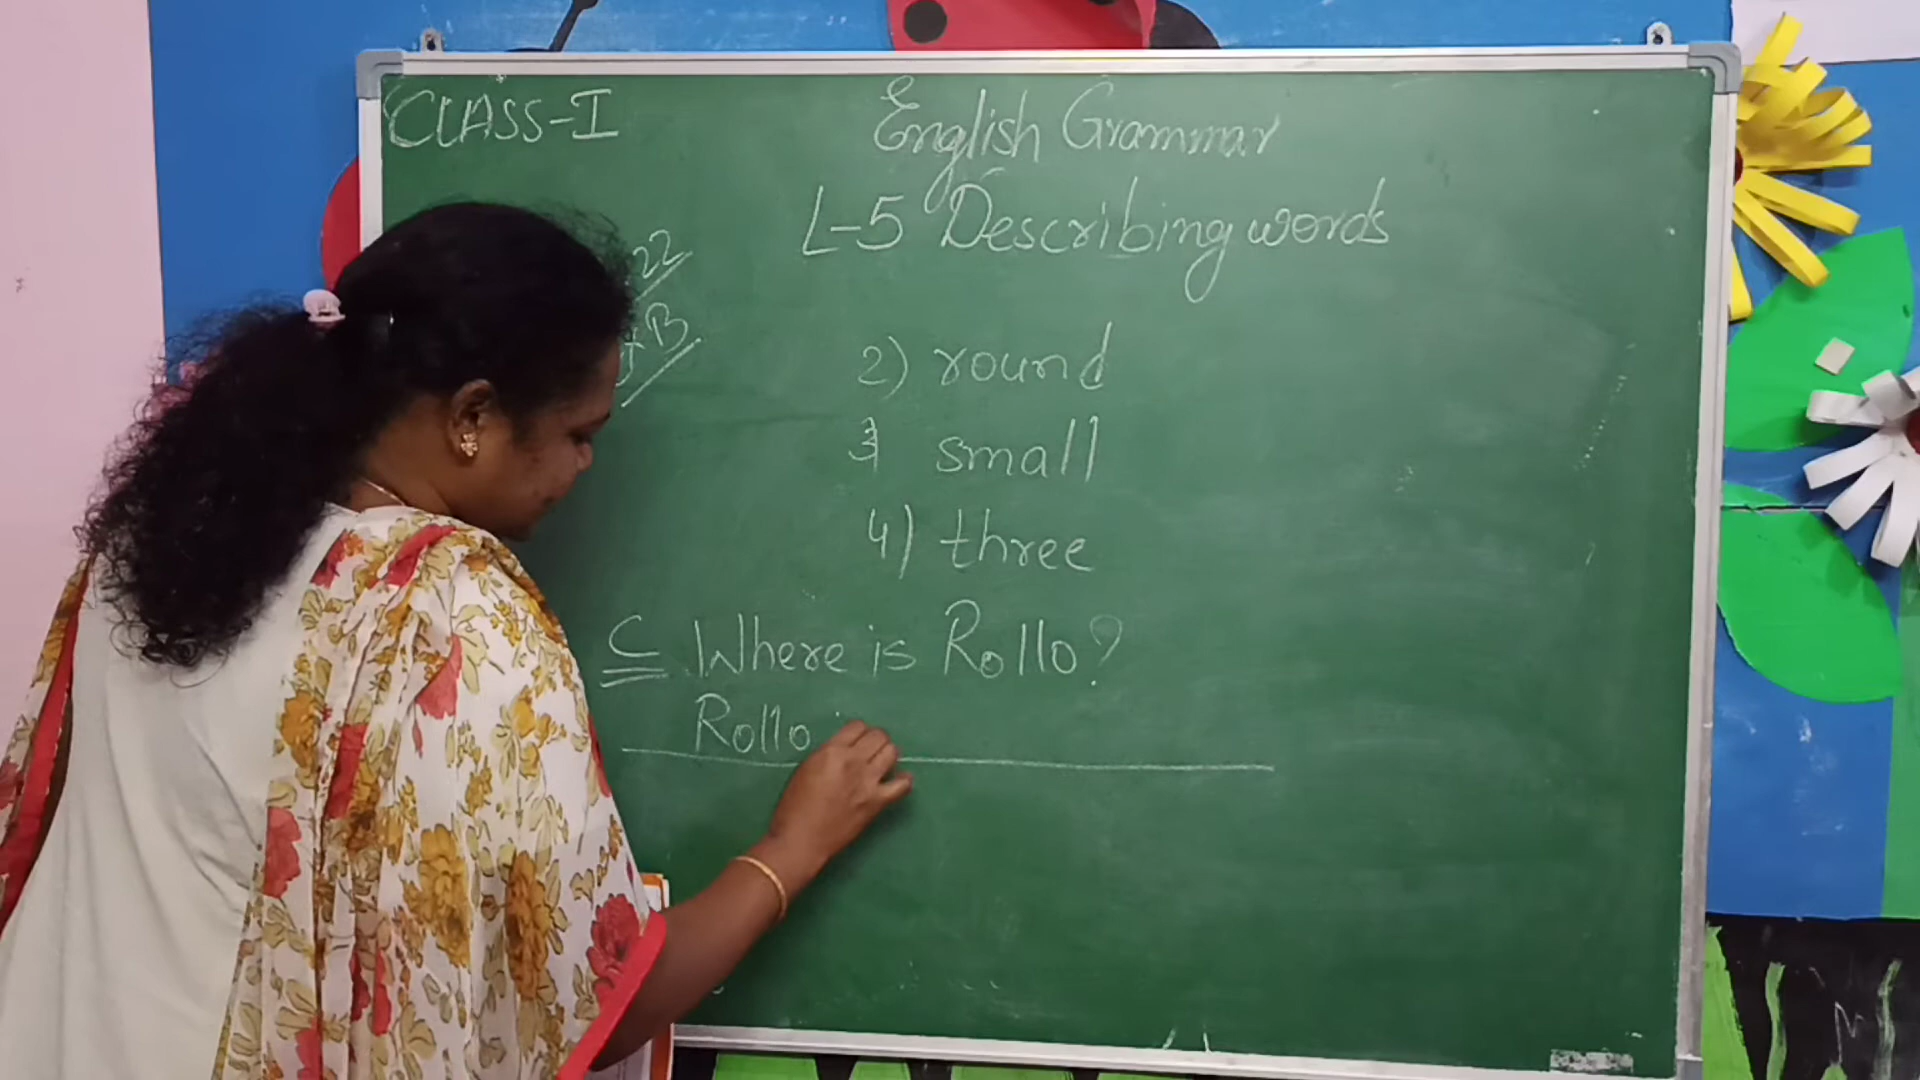 CLASS-I
English Grammar
L-5 Describing words
22
B
2) round
3) small
4) three
C Where is Rollo?
Rollo